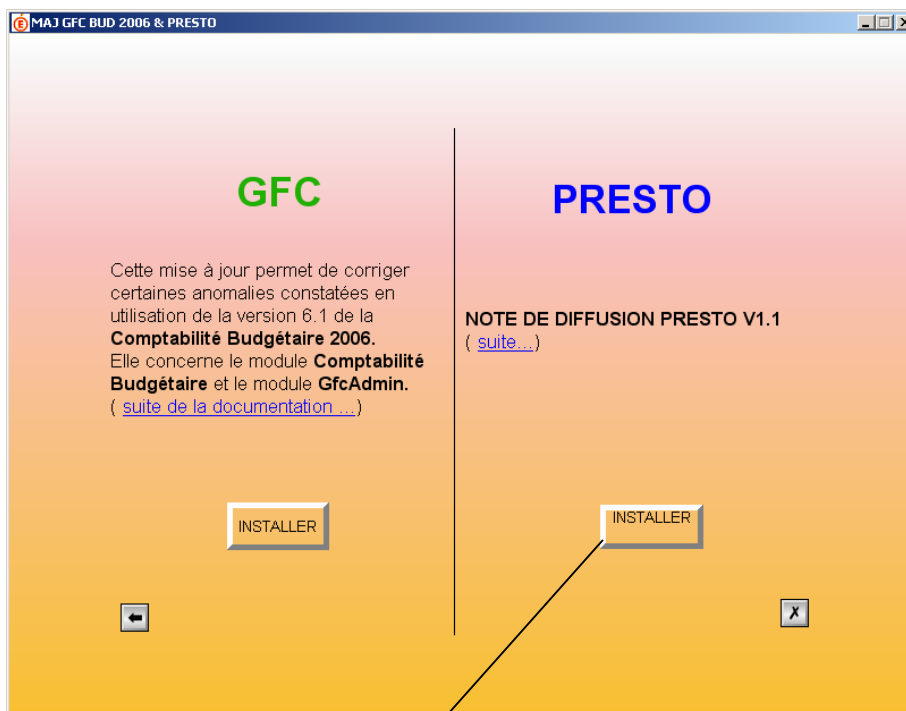 MAJ GFC BUD 2006 & PRESTO
GFC
Cette mise à jour permet de corriger
certaines anomalies constatées en
utilisation de la version 6.1 de la
Comptabilité Budgétaire 2006.
Elle concerne le module Comptabilité
Budgétaire et le module GfcAdmin.
( suite de la documentation ...)
INSTALLER
PRESTO
NOTE DE DIFFUSION PRESTO V1.1
( suite...)
INSTALLER